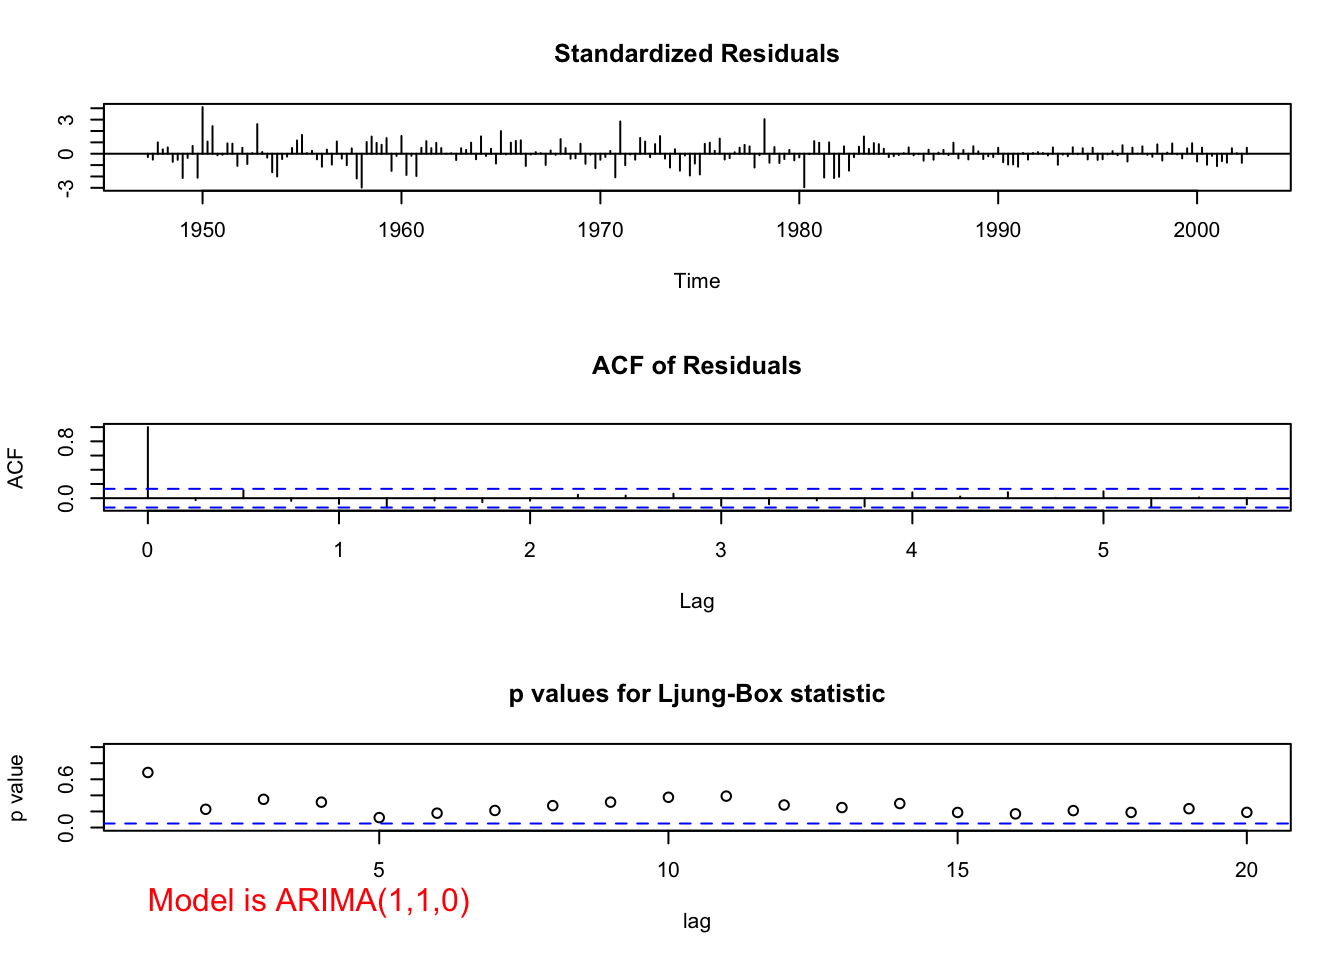 Standardized Residuals
3
0
-3
1950 1960 1970 1980 1990 2000
Time
ACF of Residuals
ACF
0.8
0.0
0 1 2 3 4 5
Lag
p values for Ljung-Box statistic
p value
0.6
0.0
5 10 15 20
Model is ARIMA(1,1,0)
lag